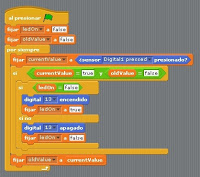 al presionar
fijar ledOn a false
fijar oldValue a false
por siempre
fijar currentValue a ¿sensor Digital2 pressed presionado?
si currentValue = true y oldValue = false
si ledOn = false
digital 13 encendido
fijar ledOn a true
si no
digital 13 apagado
fijar ledOn a false
fijar oldValue a currentValue